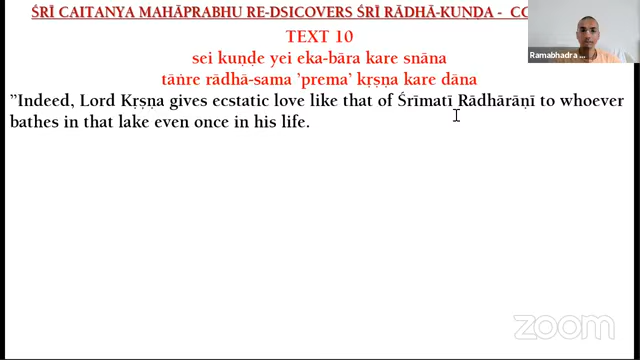 ŚRĪ CAITANYA MAHĀPRABHU RE-DSICOVERS ŚRĪ RĀDHĀ-KUNDA - CC
Ramabhadra ...
TEXT 10
sei kuṇḍe yei eka-bāra kare snāna
tāṅre rādhā-sama ’prema’ kṛṣṇa kare dāna
”Indeed, Lord Kṛṣṇa gives ecstatic love like that of Śrīmatī Rādhārāṇī to whoever
bathes in that lake even once in his life.
zoom